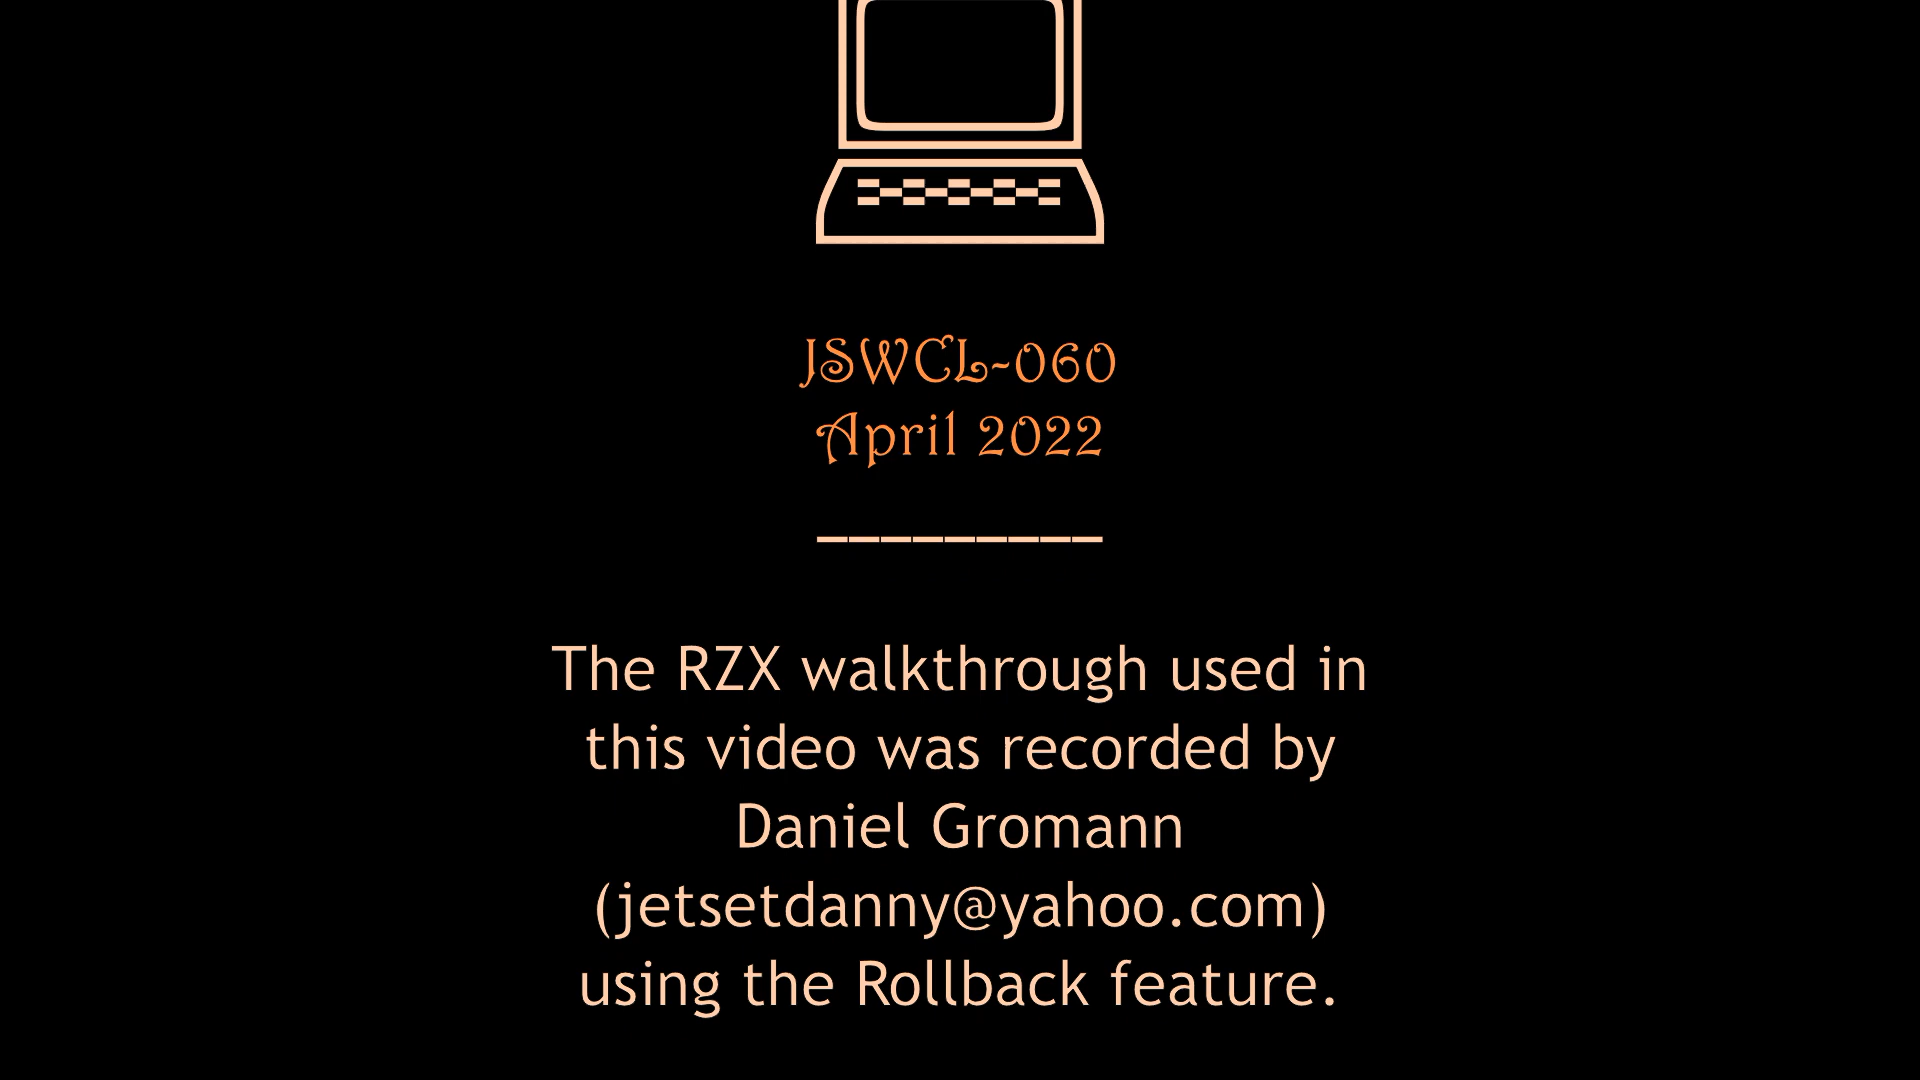 JSWCL-060
April 2022
_________
The RZX walkthrough used in
this video was recorded by
Daniel Gromann
(jetsetdanny@yahoo.com)
using the Rollback feature.